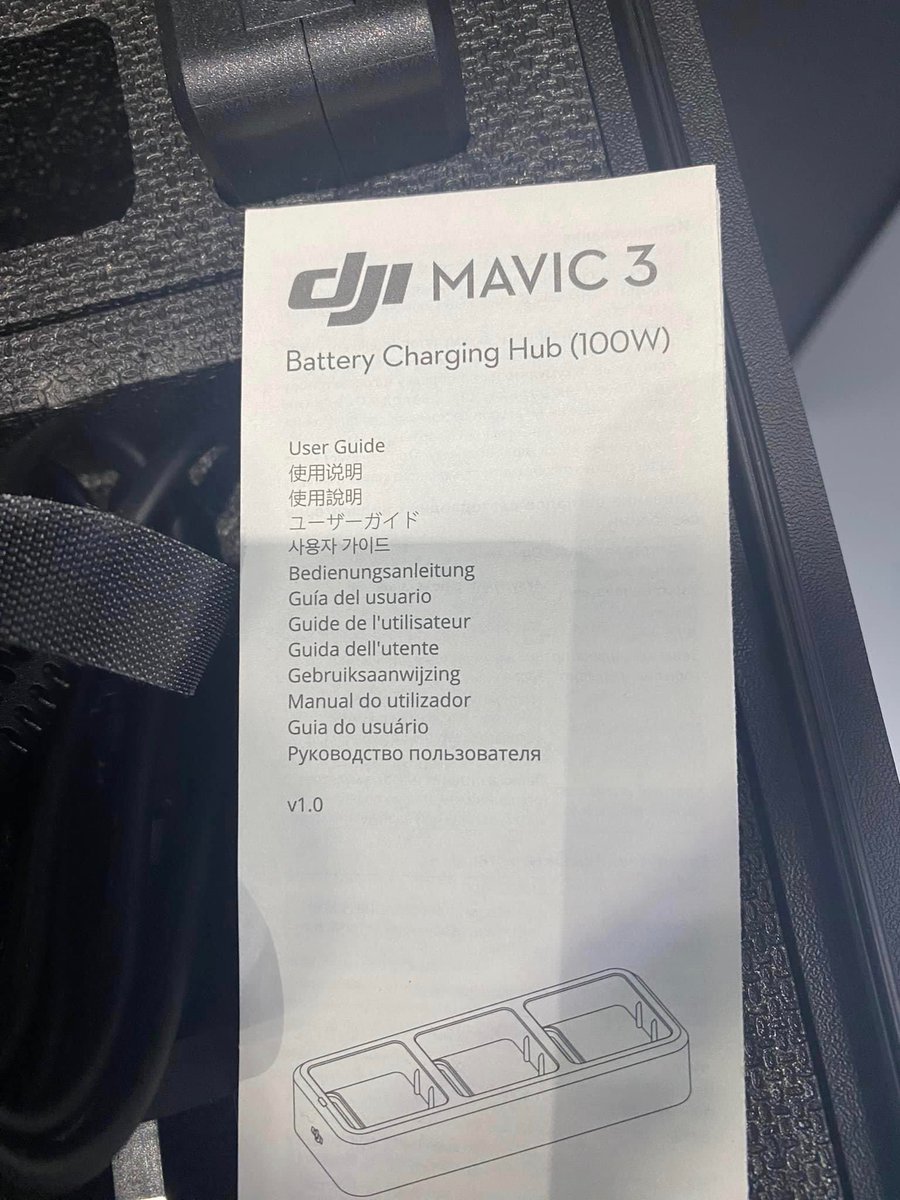 dji MAVIC 3
Battery Charging Hub (100W)
User Guide
使用说明
使用說明
ユーザーガイド
사용자 가이드
Bedienungsanleitung
Guía del usuario
Guide de l'utilisateur
Guida dell'utente
Gebruiksaanwijzing
Manual do utilizador
Guia do usuário
Руководство пользователя
v1.0
dji